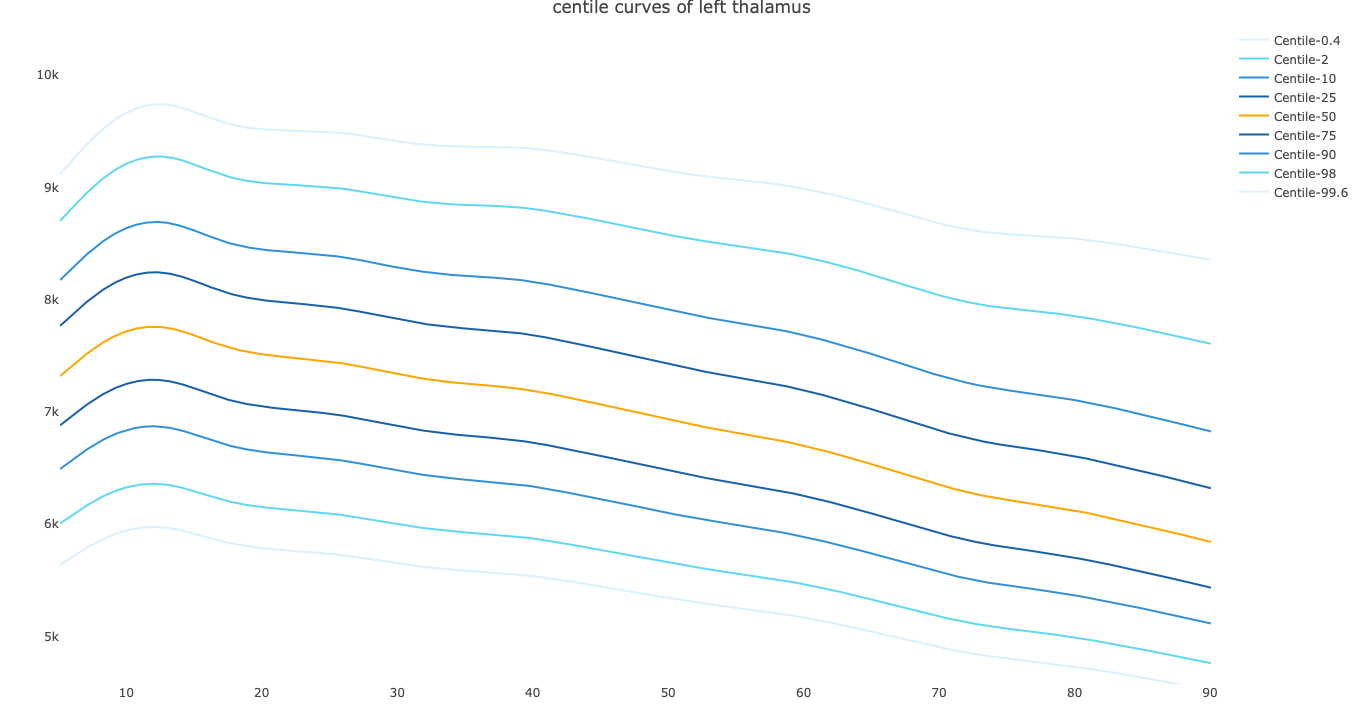 centile curves of left thalamus
Centile-0.4
Centile-2
Centile-10
Centile-25
Centile-50
Centile-75
Centile-90
Centile-98
Centile-99.6
10k
9k
8k
7k
6k
5k
10 20 30 40 50 60 70 80 90